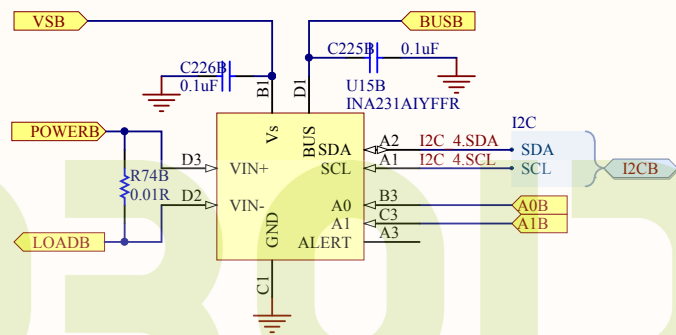 VSB
BUSB
C226B
0.1uF
C225B
0.1uF
B1
D1
U15B
INA231AIYFFR
Vs
BUS
POWERB
D3
VIN+
R74B
0.01R
D2
VIN-
LOADB
GND
C1
SDA
A2
I2C_4.SDA
SCL
A1
I2C_4.SCL
I2C
SDA
SCL
I2CB
A0
B3
A0B
A1
C3
A1B
ALERT
A3